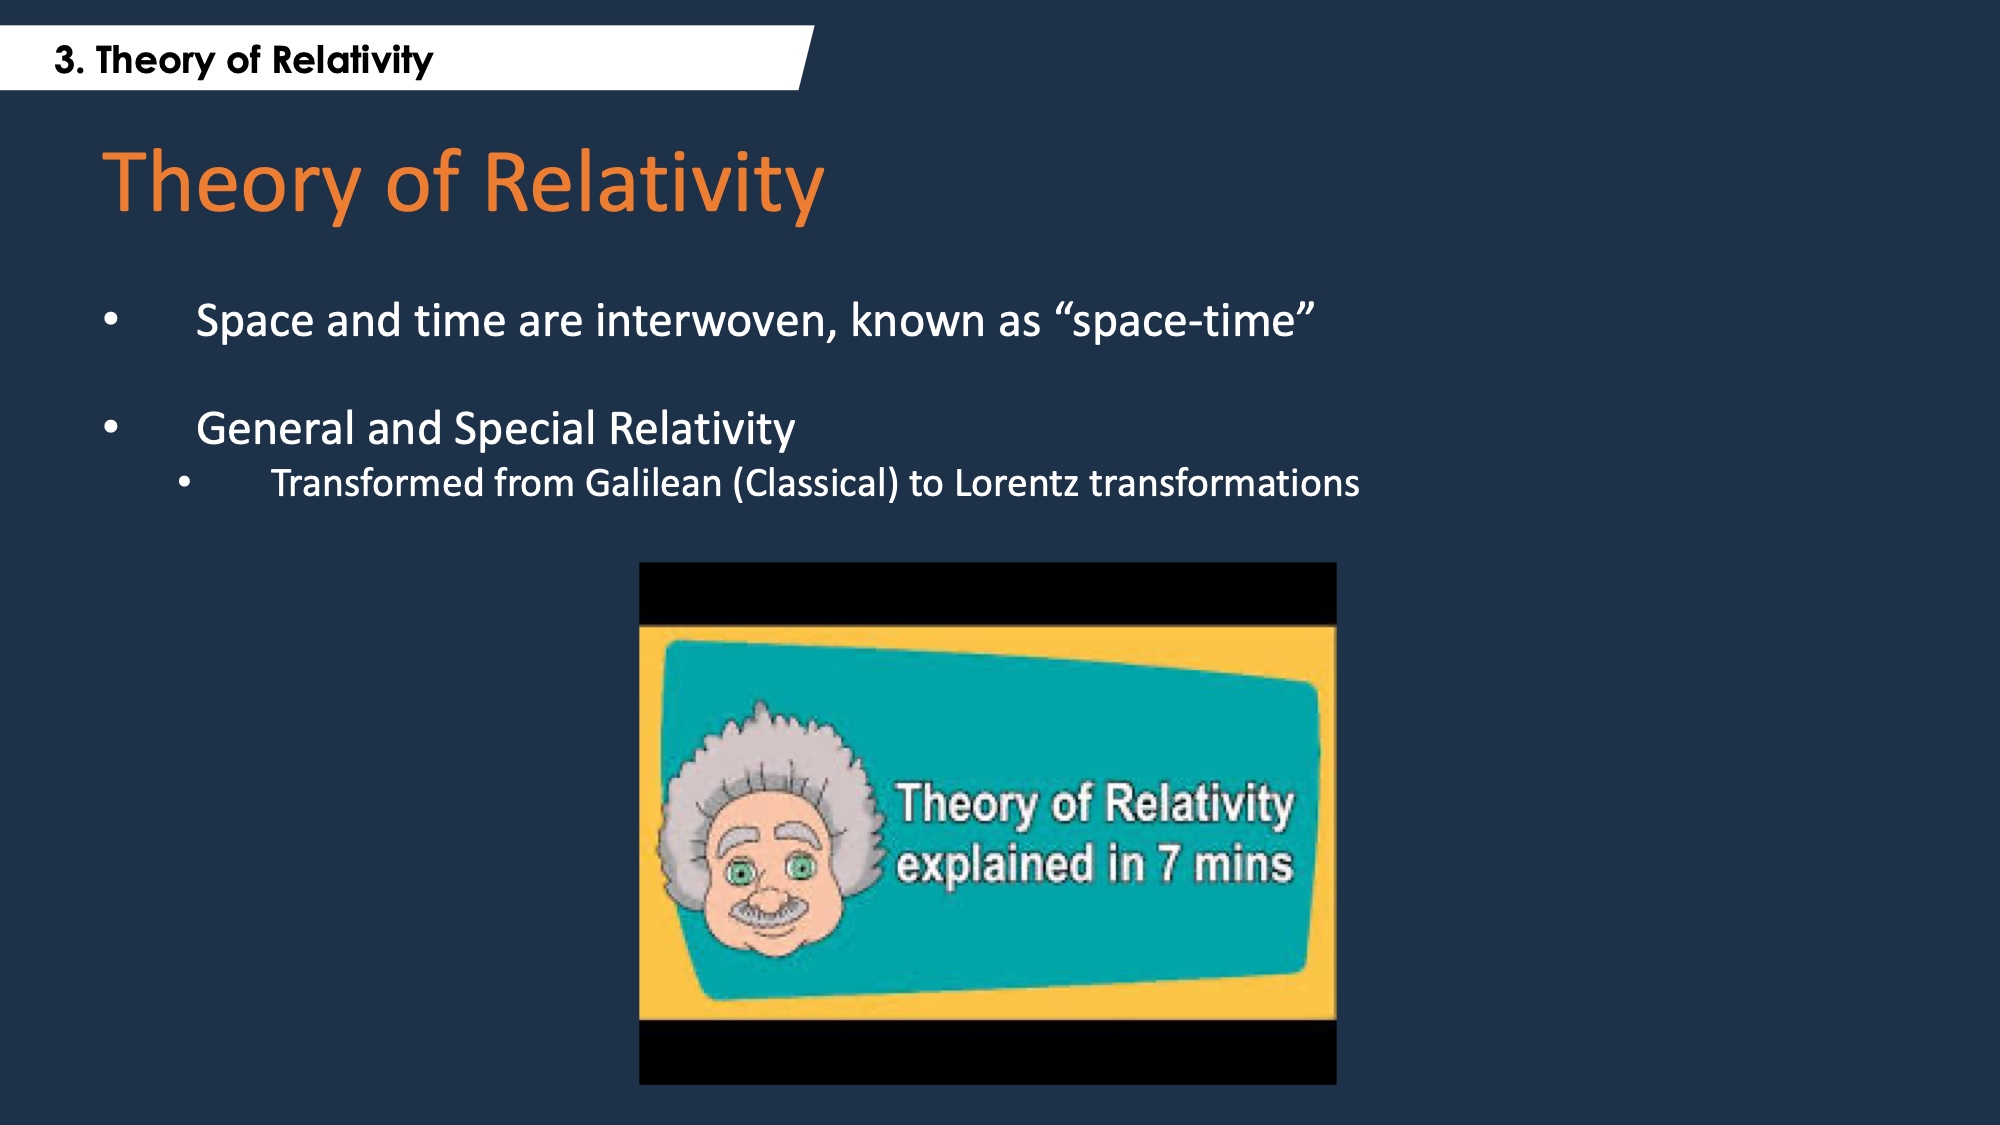 3. Theory of Relativity
Theory of Relativity
• Space and time are interwoven, known as “space-time”
• General and Special Relativity
• Transformed from Galilean (Classical) to Lorentz transformations
Theory of Relativity
explained in 7 mins